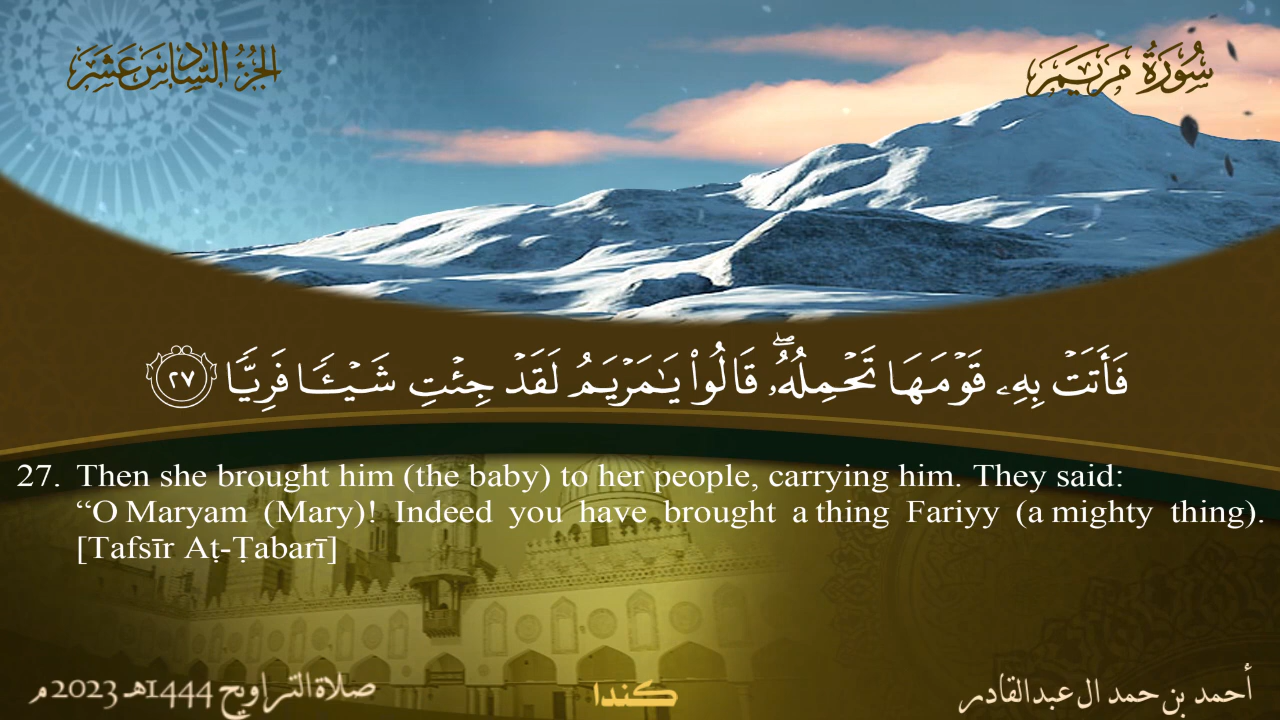 سُورَةُ مَرْيَمَ
الجُزْءُ السَّادِسَ عَشَرَ
فَأَتَتْ بِهِۦ قَوْمَهَا تَحْمِلُهُۥۖ قَالُوا۟ يَٰمَرْيَمُ لَقَدْ جِئْتِ شَيْـًٔا فَرِيًّا ٢٧
27. Then she brought him (the baby) to her people, carrying him. They said:
“O Maryam (Mary)! Indeed you have brought a thing Fariyy (a mighty thing).
[Tafsīr Aṭ-Ṭabarī]
أحمد بن حمد ال عبدالقادر
كندا
صلاة التراويح 1444هـ 2023م